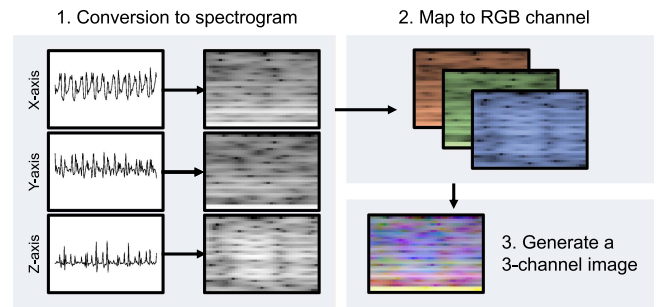 1. Conversion to spectrogram
2. Map to RGB channel
X-axis
Y-axis
Z-axis
3. Generate a
3-channel image